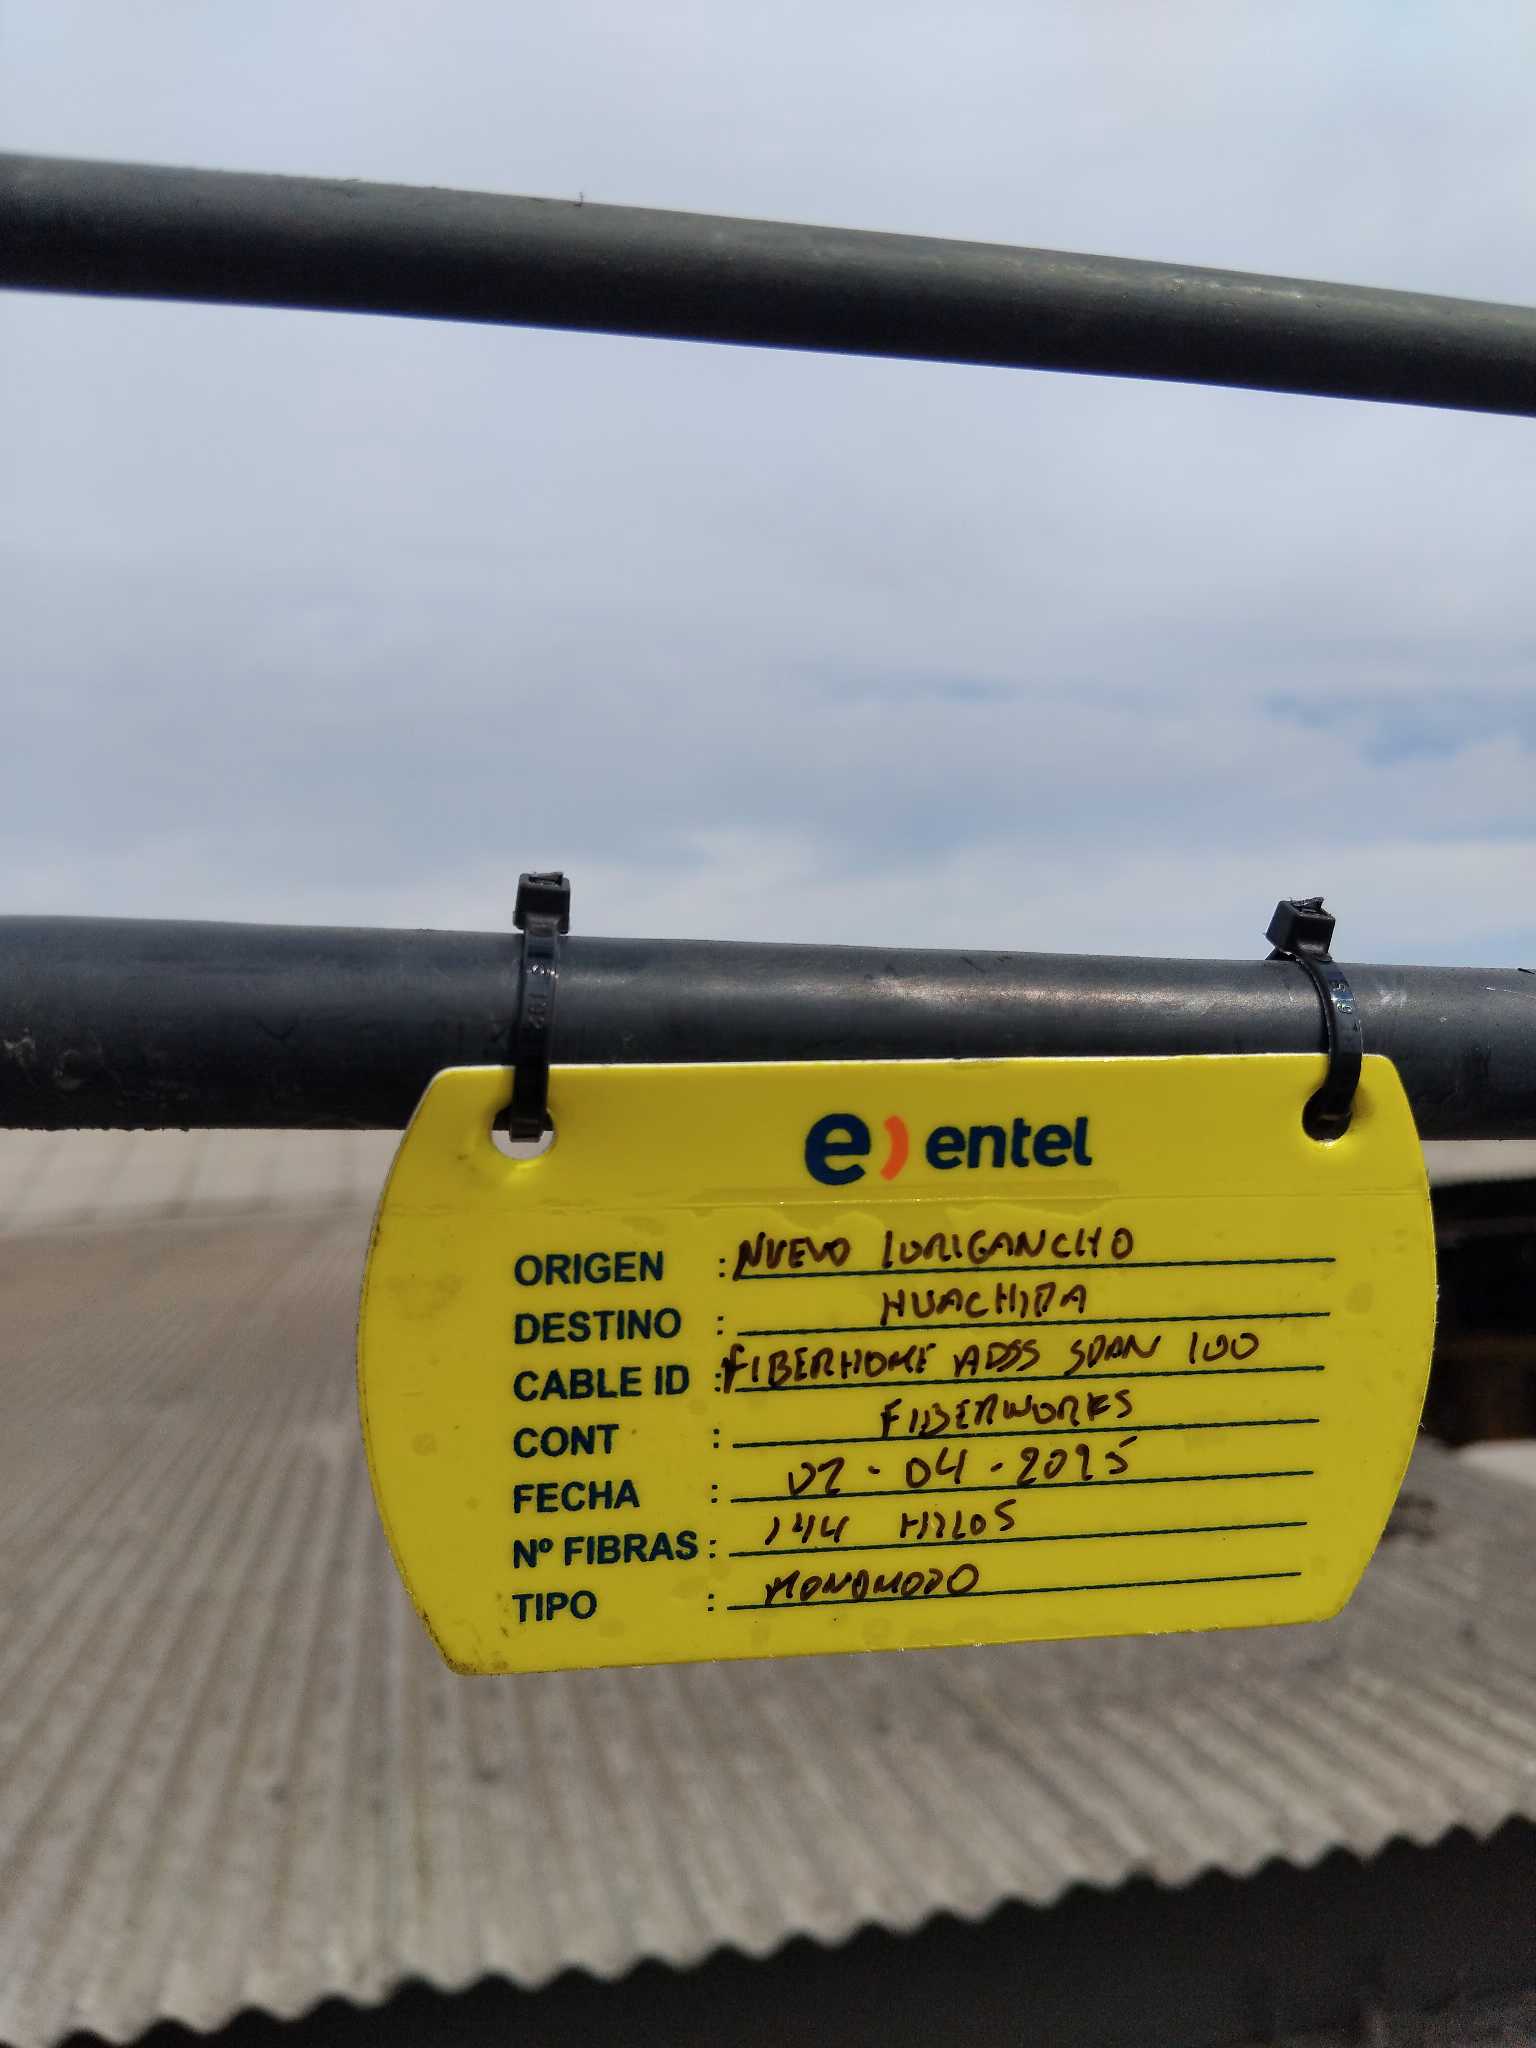 e) entel
ORIGEN : NUEVO LURIGANCHO
DESTINO : HUACHIPA
CABLE ID : FIBERHOME ADSS SPAN 100
CONT : FIBERWORKS
FECHA : 02-04-2025
Nº FIBRAS : 144 HILOS
TIPO : MONOMODO